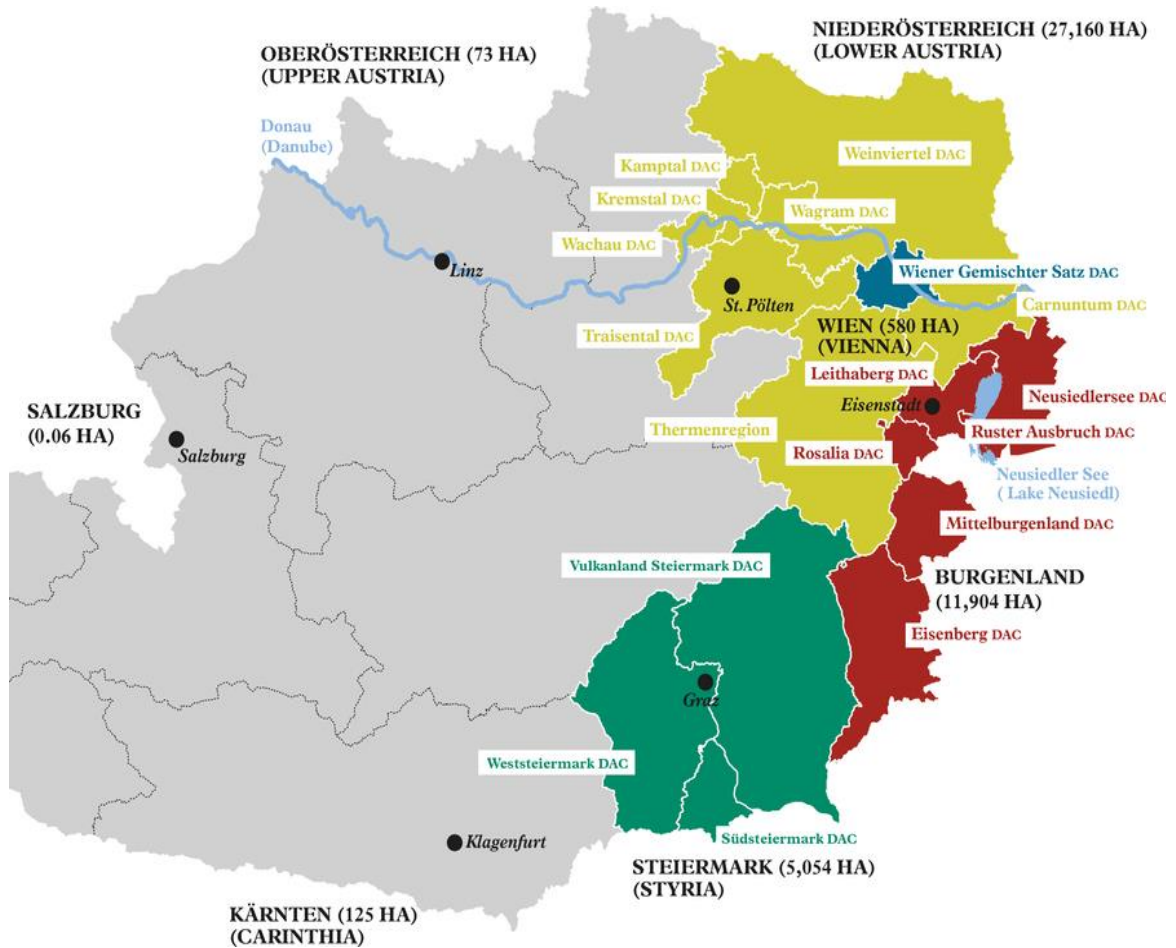 NIEDERÖSTERREICH (27,160 HA)
(LOWER AUSTRIA)
OBERÖSTERREICH (73 HA)
(UPPER AUSTRIA)
Donau
(Danube)
Weinviertel DAC
Kamptal DAC
Kremstal DAC
Wagram DAC
Wachau DAC
Linz
Wiener Gemischter Satz DAC
St. Pölten
Carnuntum DAC
Traisental DAC
WIEN (580 HA)
(VIENNA)
Leithaberg DAC
Neusiedlersee DAC
Eisenstadt
SALZBURG
(0.06 HA)
Thermenregion
Ruster Ausbruch DAC
Salzburg
Rosalia DAC
Neusiedler See
( Lake Neusiedl)
Mittelburgenland DAC
Vulkanland Steiermark DAC
BURGENLAND
(11,904 HA)
Eisenberg DAC
Graz
Weststeiermark DAC
Klagenfurt
Südsteiermark DAC
STEIERMARK (5,054 HA)
(STYRIA)
KÄRNTEN (125 HA)
(CARINTHIA)